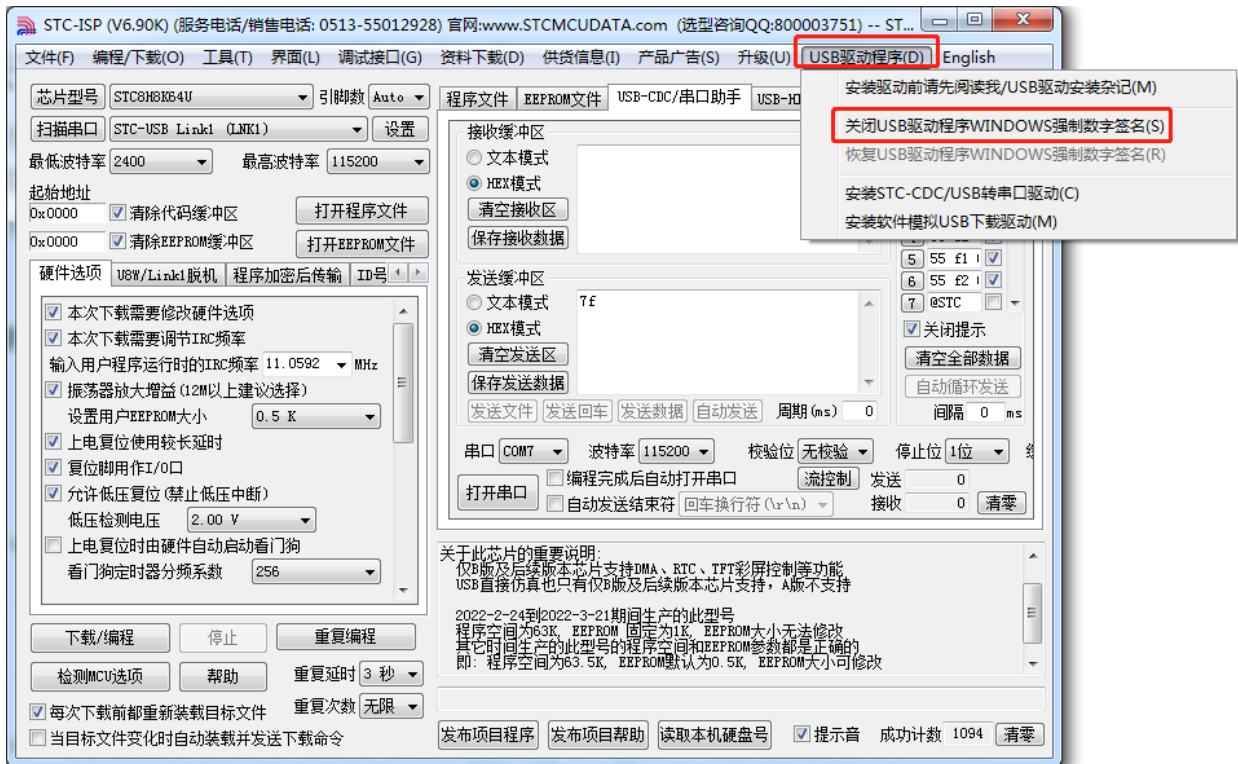 STC-ISP (V6.90K) (服务电话/销售电话: 0513-55012928) 官网:www.STCMCUDATA.com (选型咨询QQ:800003751) -- ST...
文件(F) 编程/下载(O) 工具(T) 界面(L) 调试接口(G) 资料下载(D) 供货信息(I) 产品广告(S) 升级(U) USB驱动程序(D) English
安装驱动前请先阅读我/USB驱动安装杂记(M)
关闭USB驱动程序WINDOWS强制数字签名(S)
恢复USB驱动程序WINDOWS强制数字签名(R)
安装STC-CDC/USB转串口驱动(C)
安装软件模拟USB下载驱动(M)
芯片型号 STC8H8K64U 引脚数 Auto
扫描串口 STC-USB Link1 (LNK1) 设置
最低波特率 2400 最高波特率 115200
起始地址
0x0000 清除代码缓冲区 打开程序文件
0x0000 清除EEPROM缓冲区 打开EEPROM文件
硬件选项 U8W/Link1脱机 程序加密后传输 ID号
本次下载需要修改硬件选项
本次下载需要调节IRC频率
输入用户程序运行时的IRC频率 11.0592 MHz
振荡器放大增益(12M以上建议选择)
设置用户EEPROM大小 0.5 K
上电复位使用较长延时
复位脚用作I/O口
允许低压复位(禁止低压中断)
低压检测电压 2.00 V
上电复位时由硬件自动启动看门狗
看门狗定时器分频系数 256
下载/编程 停止 重复编程
检测MCU选项 帮助 重复延时 3 秒
每次下载前都重新装载目标文件 重复次数 无限
当目标文件变化时自动装载并发送下载命令
程序文件 EEPROM文件 USB-CDC/串口助手
接收缓冲区
文本模式
HEX模式
清空接收区
保存接收数据
5 55 f1
6 55 f2
7 @STC
关闭提示
清空全部数据
自动循环发送
间隔 0 ms
发送缓冲区
文本模式 7f
HEX模式
清空发送区
保存发送数据
发送文件 发送回车 发送数据 自动发送 周期(ms) 0
串口 COM7 波特率 115200 校验位 无校验 停止位 1位
打开串口 编程完成后自动打开串口 流控制 发送 0
自动发送结束符 回车换行符(\r\n) 接收 0 清零
关于此芯片的重要说明:
仅B版及后续版本芯片支持DMA、RTC、TFT彩屏控制等功能
USB直接仿真也只有仅B版及后续版本芯片支持，A版不支持
2022-2-24到2022-3-21期间生产的此型号
程序空间为63K, EEPROM 固定为1K, EEPROM大小无法修改
其它时间生产的此型号的程序空间和EEPROM参数都是正确的
即: 程序空间为63.5K, EEPROM默认为0.5K, EEPROM大小可修改
发布项目程序 发布项目帮助 读取本机硬盘号 提示音 成功计数 1094 清零